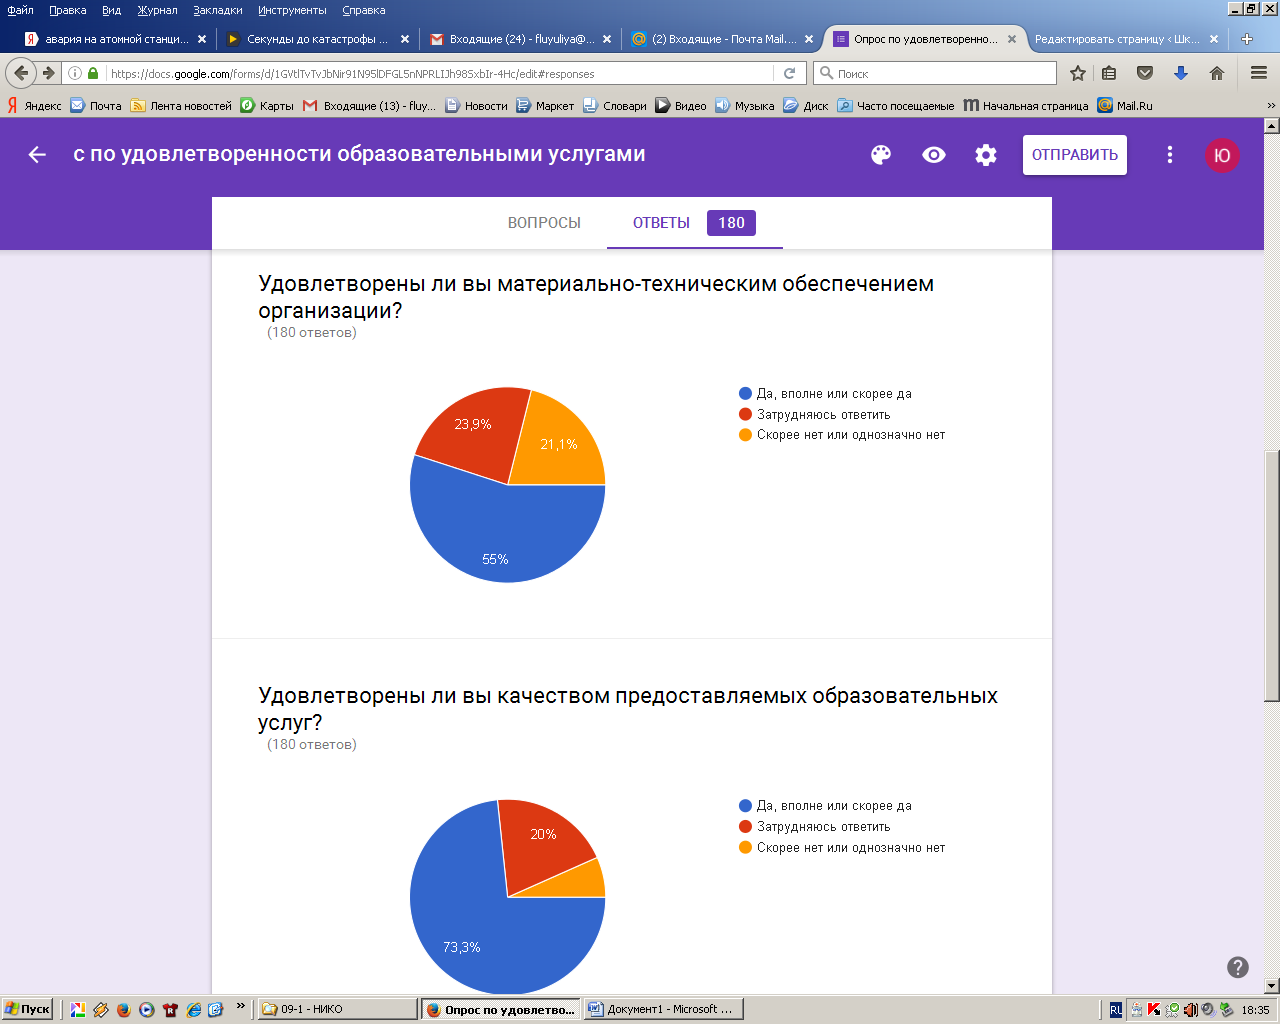 Файл Правка Вид Журнал Закладки Инструменты Справка
авария на атомной станци... Секунды до катастрофы ... Входящие (24) - fluyuliya@... (2) Входящие - Почта Mail.... Опрос по удовлетворенно... Редактировать страницу ‹ Шк...
https://docs.google.com/forms/d/1GVtlTvTvJbNir91N95lDFGL5nNPRLIJh985xbIr-4Hc/edit#responses Поиск
Яндекс Почта Лента новостей Карты Входящие (13) - fluy... Новости Маркет Словари Видео Музыка Диск Часто посещаемые Начальная страница Mail.Ru »
с по удовлетворенности образовательными услугами ОТПРАВИТЬ Ю
ВОПРОСЫ ОТВЕТЫ 180
Удовлетворены ли вы материально-техническим обеспечением
организации?
(180 ответов)
Да, вполне или скорее да
Затрудняюсь ответить
Скорее нет или однозначно нет
23,9%
21,1%
55%
Удовлетворены ли вы качеством предоставляемых образовательных
услуг?
(180 ответов)
Да, вполне или скорее да
Затрудняюсь ответить
Скорее нет или однозначно нет
20%
73,3%
Пуск » 09-1 - НИКО Опрос по удовлетво... Документ1 - Microsoft ... RU 18:35